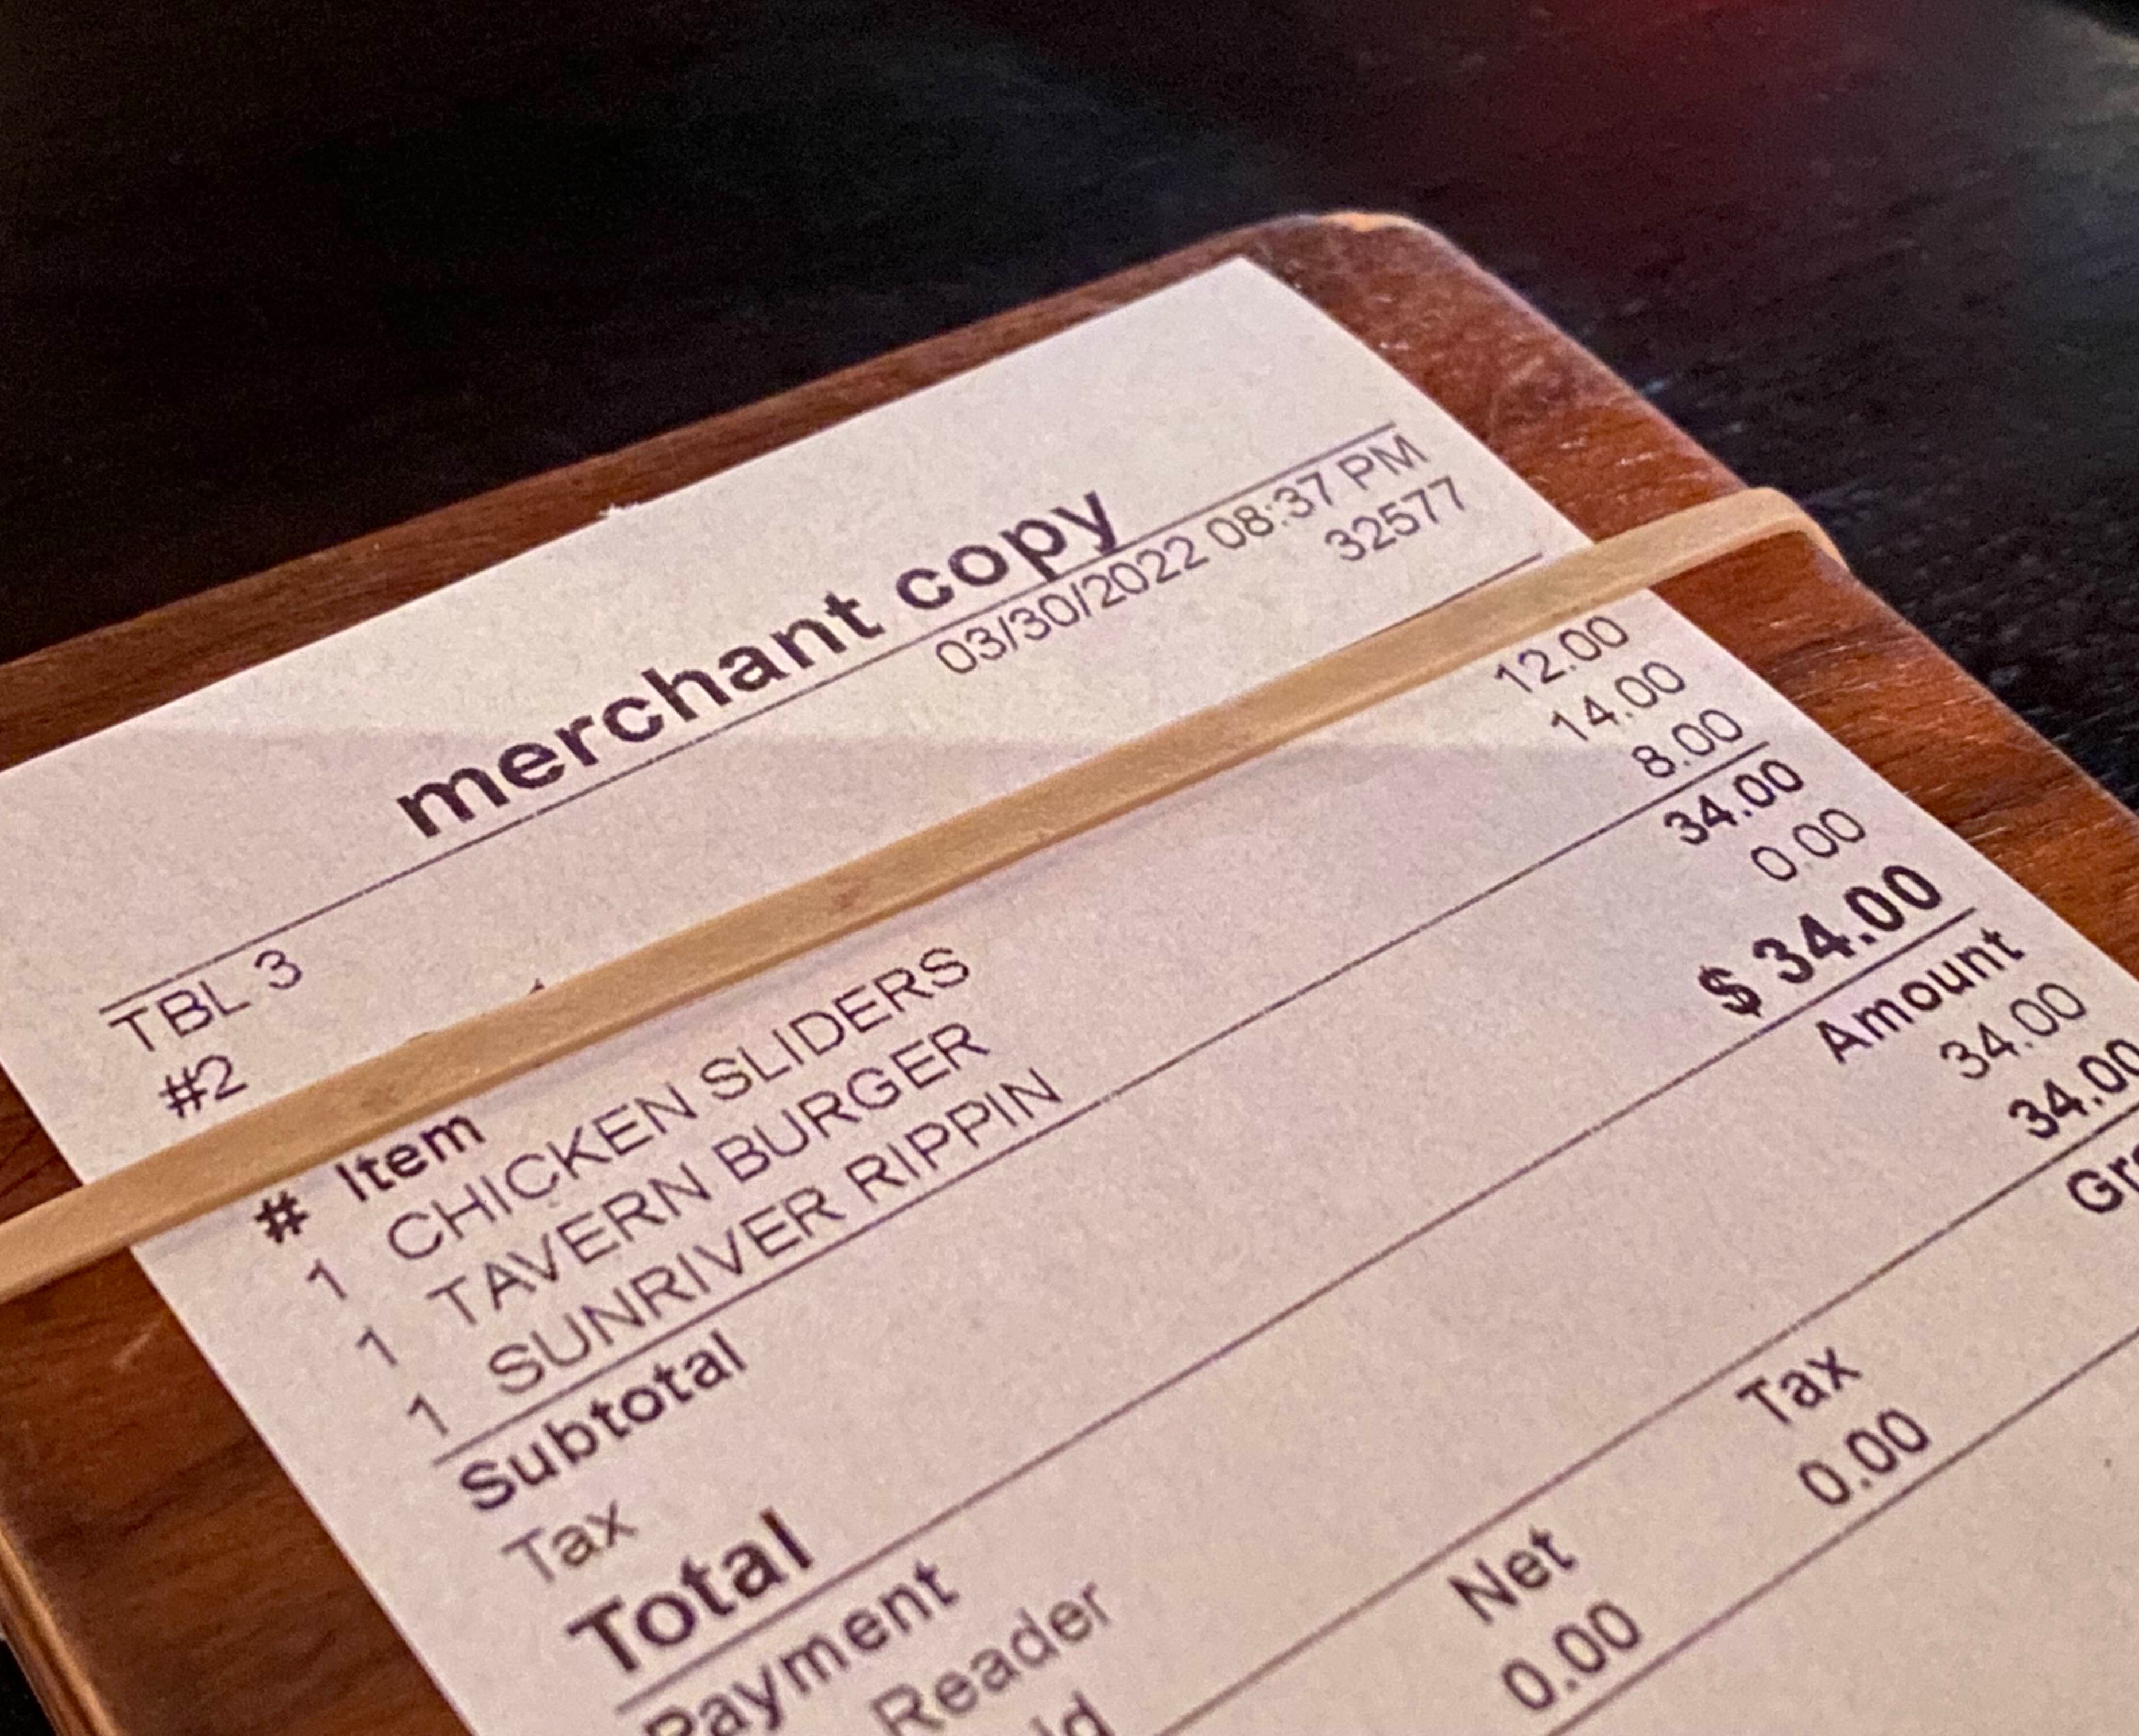 merchant copy
TBL 3 03/30/2022 08:37 PM
#2 32577
# Item
1 CHICKEN SLIDERS 12.00
1 TAVERN BURGER 14.00
1 SUNRIVER RIPPIN 8.00
Subtotal 34.00
Tax 0.00
Total $ 34.00
Payment Amount
Reader 34.00
34.00
Net Tax
0.00 0.00